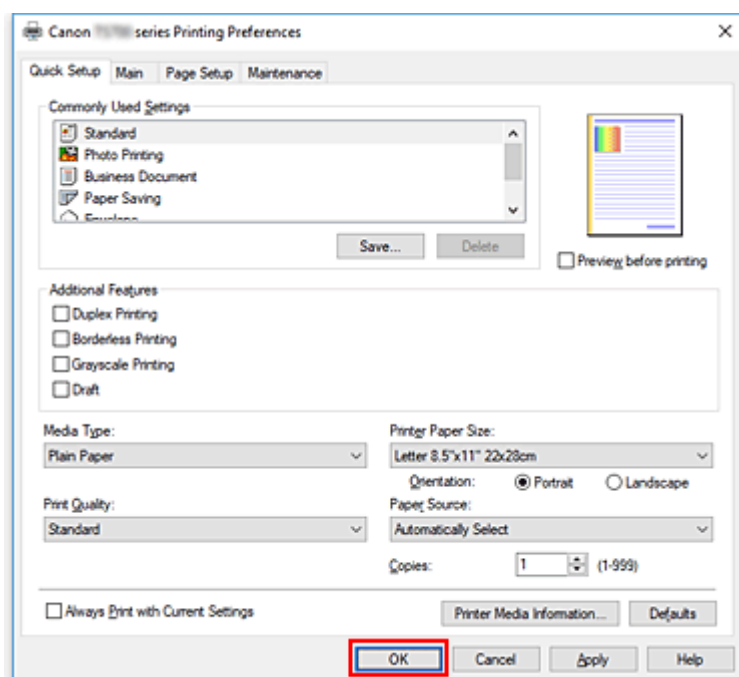 Canon series Printing Preferences
Quick Setup Main Page Setup Maintenance
Commonly Used Settings
Standard
Photo Printing
Business Document
Paper Saving
Envelope
Save... Delete
Preview before printing
Additional Features
Duplex Printing
Borderless Printing
Grayscale Printing
Draft
Media Type: Printer Paper Size:
Plain Paper Letter 8.5"x11" 22x28cm
Orientation: Portrait Landscape
Print Quality: Paper Source:
Standard Automatically Select
Copies: 1 (1-999)
Always Print with Current Settings Printer Media Information... Defaults
OK Cancel Apply Help